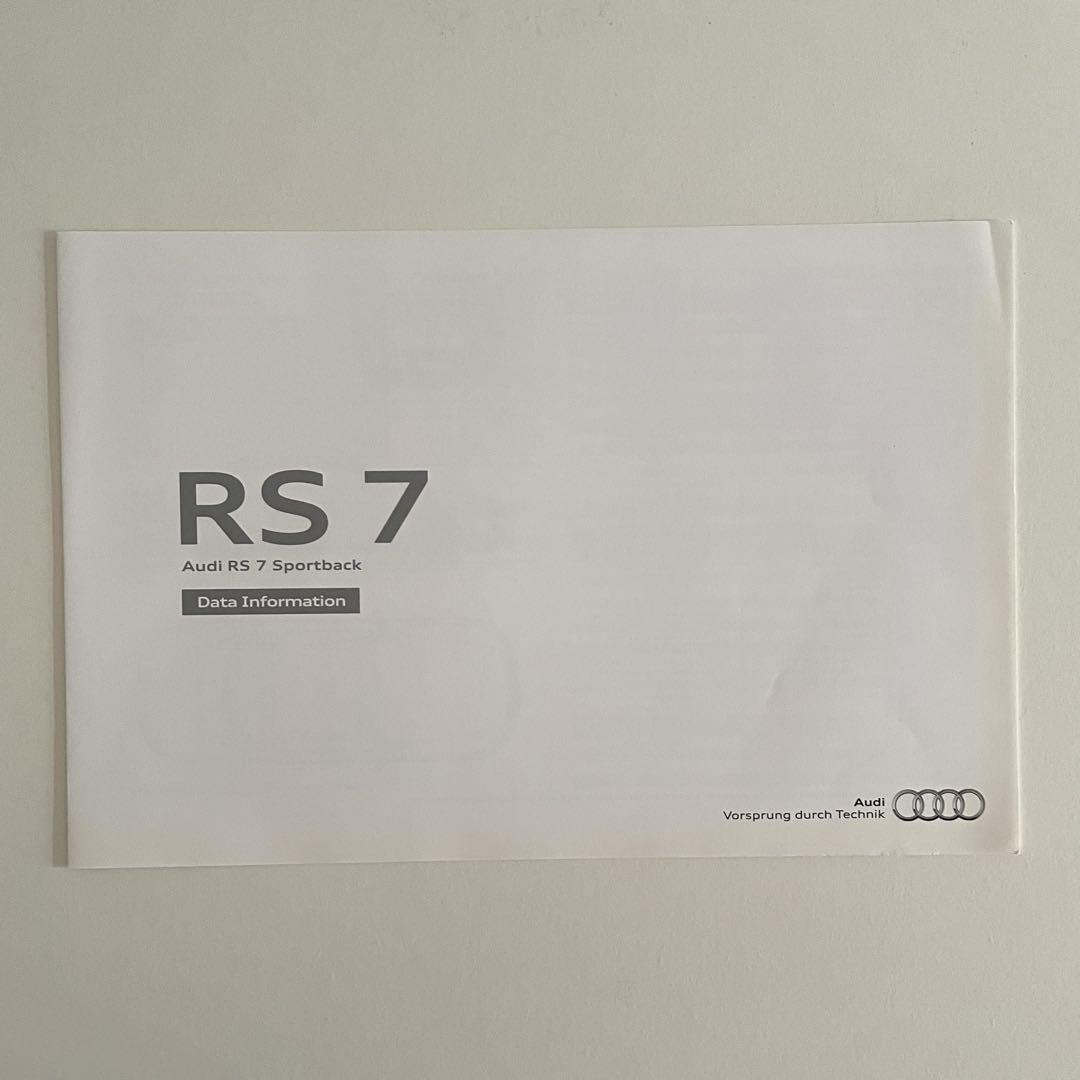 RS 7
Audi RS 7 Sportback
Data Information
Audi
Vorsprung durch Technik